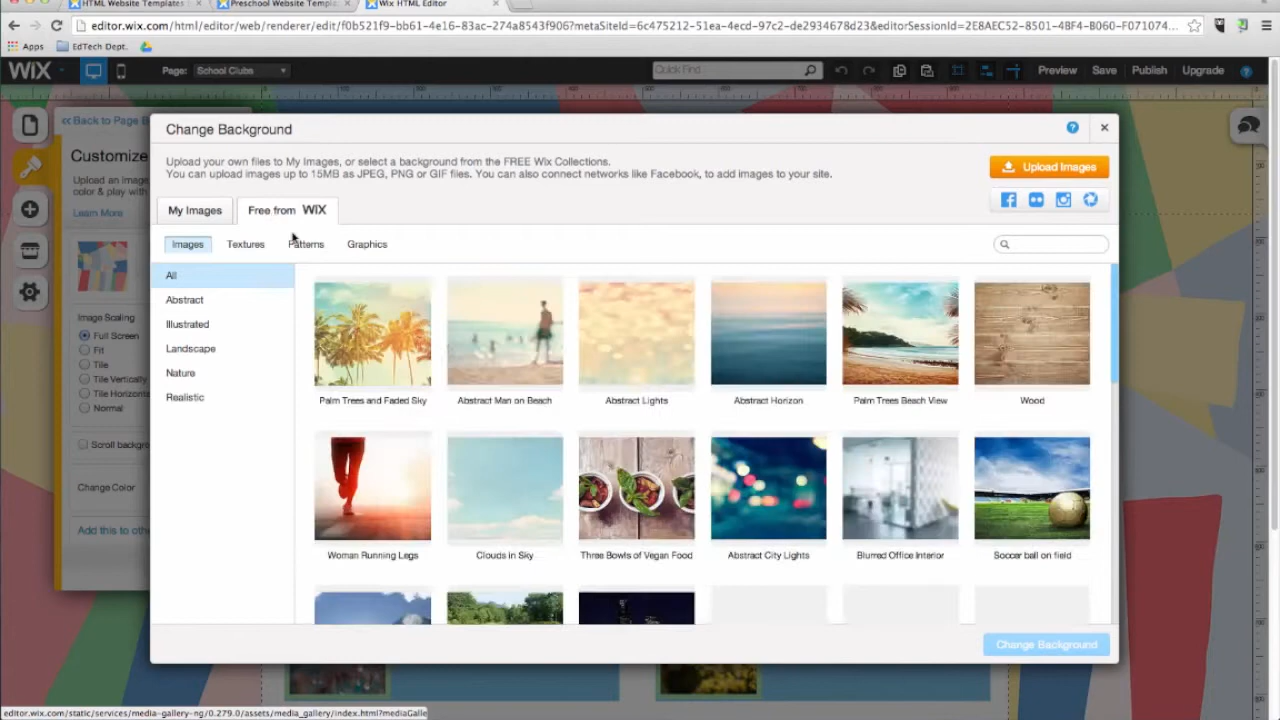 HTML Website Templates
Preschool Website Templ
Wix HTML Editor
editor.wix.com/html/editor/web/renderer/edit/f0b521f9-bb61-4e16-83ac-274a8543f906?metaSiteId=6c475212-51ea-4ecd-97c2-de2934678d23&editorSessionId=2E8AEC52-8501-4BF4-B060-F071074...
Apps EdTech Dept.
WiX Page: School Clubs Quick Find... Preview Save Publish Upgrade
<<Back to Page B
Change Background
Customize
Upload your own files to My Images, or select a background from the FREE Wix Collections.
You can upload images up to 15MB as JPEG, PNG or GIF files. You can also connect networks like Facebook, to add images to your site.
Upload Images
Upload an imag
color & play with
Learn More
My Images Free from WiX
Images Textures Patterns Graphics
All
Abstract
Illustrated
Landscape
Nature
Realistic
Image Scaling
Full Screen
Fit
Tile
Tile Vertically
Tile Horizonta
Normal
Scroll backgro
Change Color
Add this to othe
Palm Trees and Faded Sky Abstract Man on Beach Abstract Lights Abstract Horizon Palm Trees Beach View Wood
Woman Running Legs Clouds in Sky Three Bowls of Vegan Food Abstract City Lights Blurred Office Interior Soccer ball on field
Change Background
editor.wix.com/static/services/media-gallery-ng/0.279.0/assets/media_gallery/index.html?mediaGalle